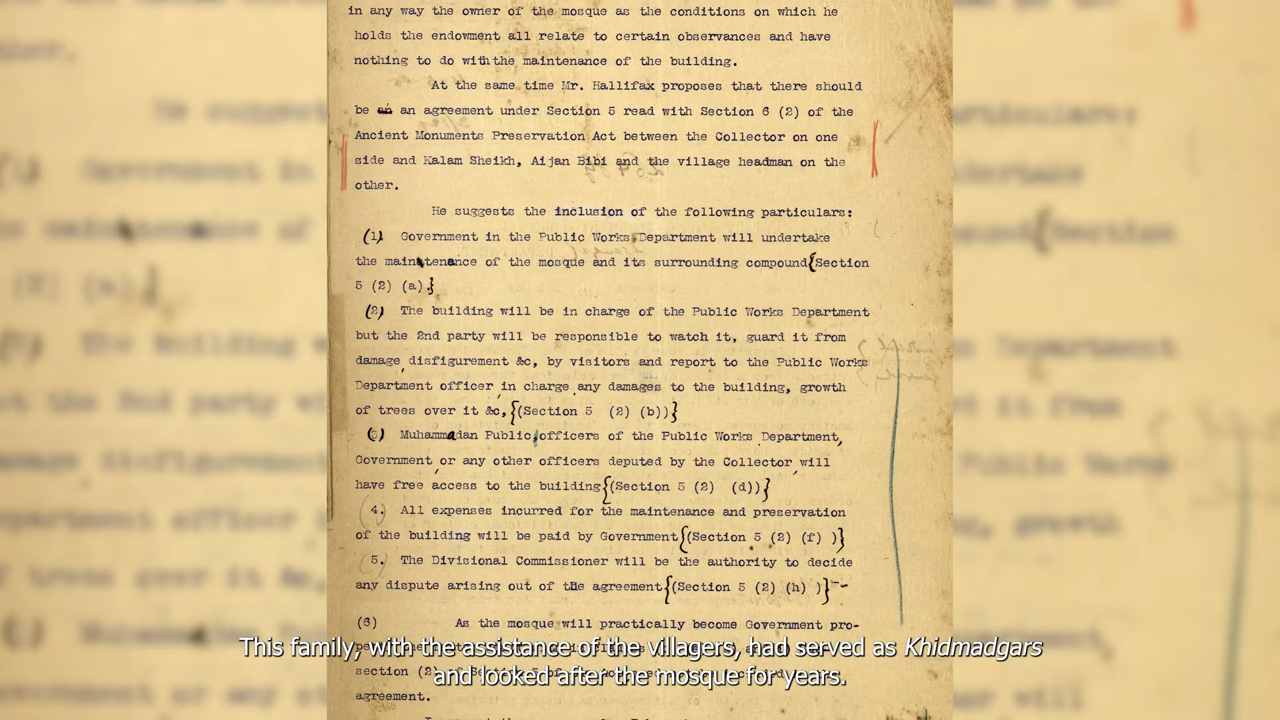 in any way the owner of the mosque as the conditions on which he
holds the endowment all relate to certain observances and have
nothing to do with the maintenance of the building.
At the same time Mr. Hallifax proposes that there should
be an agreement under Section 5 read with Section 6 (2) of the
Ancient Monuments Preservation Act between the Collector on one
side and Kalam Sheikh, Aijan Bibi and the village headman on the
other.
He suggests the inclusion of the following particulars:
(1) Government in the Public Works Department will undertake
the maintenance of the mosque and its surrounding compound{Section
5 (2) (a)}
(2) The building will be in charge of the Public Works Department
but the 2nd party will be responsible to watch it, guard it from
damage, disfigurement &c, by visitors and report to the Public Works
Department officer in charge any damages to the building, growth
of trees over it &c,{(Section 5 (2) (b))}
(3) Muhammadan Public, officers of the Public Works Department,
Government or any other officers deputed by the Collector will
have free access to the building{(Section 5 (2) (d))}
4. All expenses incurred for the maintenance and preservation
of the building will be paid by Government{(Section 5 (2) (f) )}
5. The Divisional Commissioner will be the authority to decide
any dispute arising out of the agreement{(Section 5 (2) (h) )}
(6) As the mosque will practically become Government pro-
section (2)
agreement.
This family, with the assistance of the villagers, had served as Khidmadgars
and looked after the mosque for years.